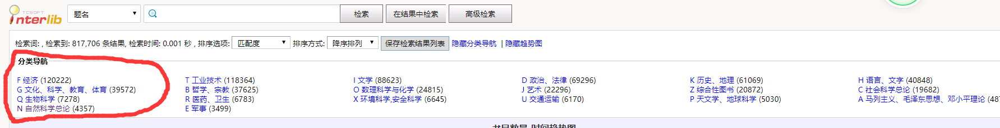 TCSOFT
interlib
题名 检索 在结果中检索 高级检索
检索词: , 检索到: 817,706 条结果, 检索时间: 0.001 秒 , 排序选项: 匹配度 排序方式: 降序排列 保存检索结果列表 隐藏分类导航 | 隐藏趋势图
分类导航
F 经济 (120222) T 工业技术 (118364) I 文学 (88623) D 政治、法律 (69296) K 历史、地理 (61069) H 语言、文字 (40848)
G 文化、科学、教育、体育 (39572) B 哲学、宗教 (37625) O 数理科学与化学 (24815) J 艺术 (22296) Z 综合性图书 (20872) C 社会科学总论 (19682)
Q 生物科学 (7278) R 医药、卫生 (6783) X 环境科学,安全科学 (6645) U 交通运输 (6170) P 天文学、地球科学 (5030) A 马列主义、毛泽东思想、邓小平理论 (487
N 自然科学总论 (4357) E 军事 (3499)
书目数量-时间趋势图